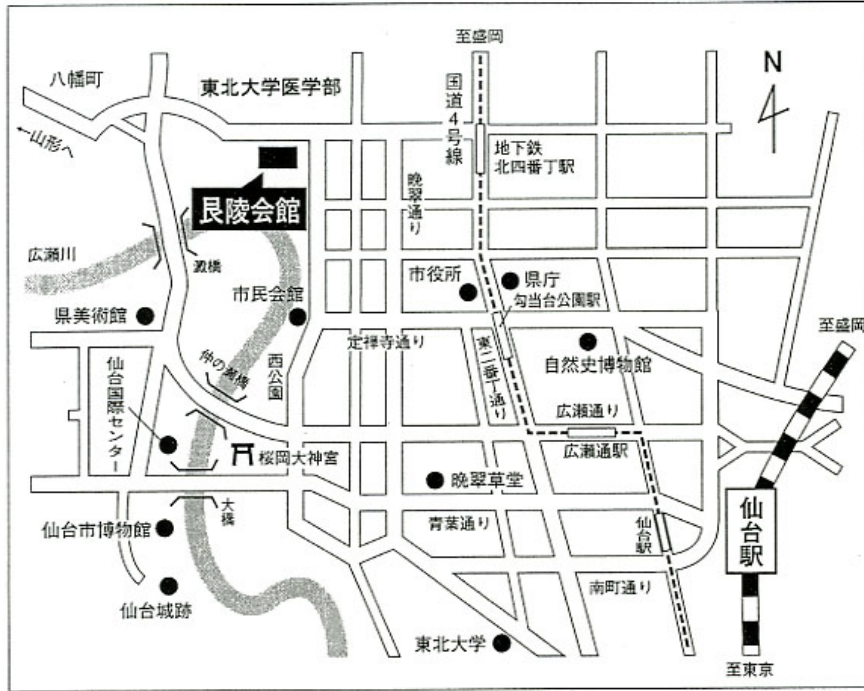 至盛岡
八幡町
東北大学医学部
国道4号線
N
←山形へ
地下鉄
北四番丁駅
艮陵会館
晩翠通り
広瀬川
澱橋
市役所
県庁
勾当台公園駅
市民会館
県美術館
定禅寺通り
至盛岡
仲の瀬橋
西公園
東二番丁通り
自然史博物館
仙台国際センター
広瀬通り
桜岡大神宮
広瀬通駅
晩翠草堂
大橋
仙台市博物館
青葉通り
仙台駅
仙台駅
南町通り
仙台城跡
東北大学
至東京